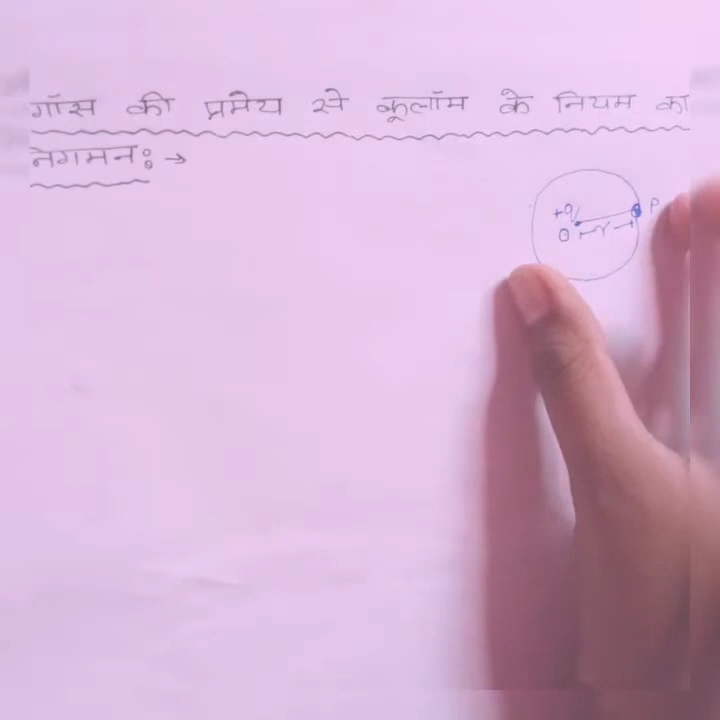 गॉस की प्रमेय से कूलॉम के नियम का
नेगमन :→
+q P
O r